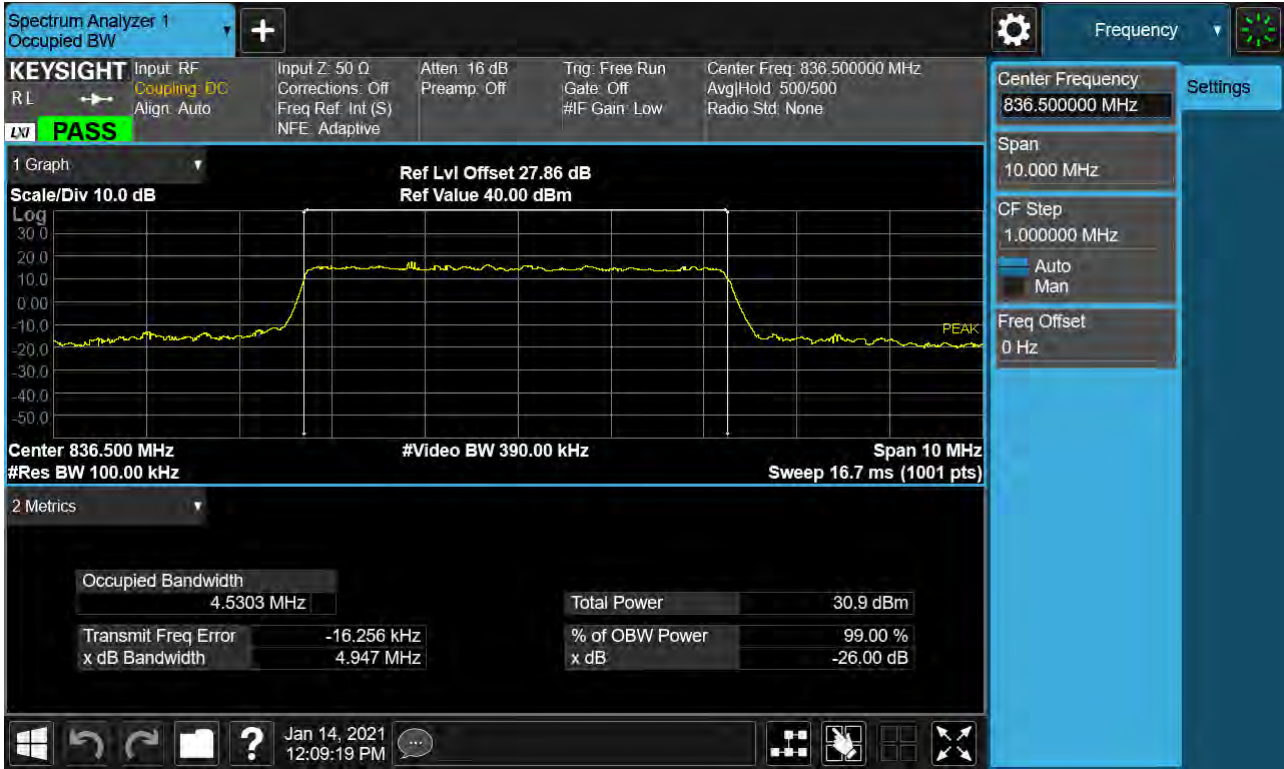 Spectrum Analyzer 1
Occupied BW
+
Frequency
KEYSIGHT
RL
LXI
PASS
Input: RF
Coupling: DC
Align: Auto
Input Z: 50 Ω
Corrections: Off
Freq Ref: Int (S)
NFE: Adaptive
Atten: 16 dB
Preamp: Off
Trig: Free Run
Gate: Off
#IF Gain: Low
Center Freq: 836.500000 MHz
Avg|Hold: 500/500
Radio Std: None
Center Frequency
836.500000 MHz
Settings
Span
10.000 MHz
CF Step
1.000000 MHz
Auto
Man
Freq Offset
0 Hz
1 Graph
Ref Lvl Offset 27.86 dB
Scale/Div 10.0 dB
Ref Value 40.00 dBm
Log
30.0
20.0
10.0
0.00
-10.0
-20.0
-30.0
-40.0
-50.0
PEAK
Center 836.500 MHz
#Video BW 390.00 kHz
Span 10 MHz
#Res BW 100.00 kHz
Sweep 16.7 ms (1001 pts)
2 Metrics
Occupied Bandwidth
4.5303 MHz
Total Power 30.9 dBm
Transmit Freq Error -16.256 kHz
% of OBW Power 99.00 %
x dB Bandwidth 4.947 MHz
x dB -26.00 dB
?
Jan 14, 2021
12:09:19 PM